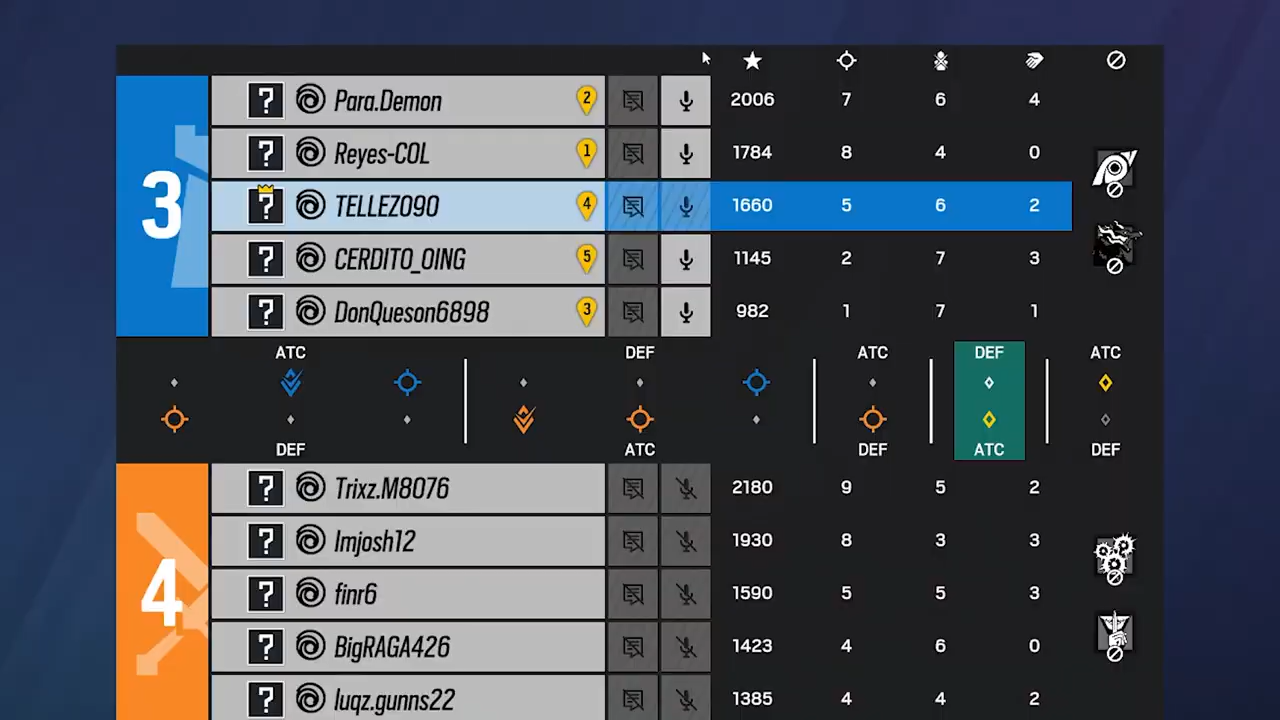 3
? Para.Demon 2 2006 7 6 4
? Reyes-COL 1 1784 8 4 0
? TELLEZ090 4 1660 5 6 2
? CERDITO_OING 5 1145 2 7 3
? DonQueson6898 3 982 1 7 1
ATC DEF ATC DEF ATC
DEF ATC DEF ATC DEF
4
? Trixz.M8076 2180 9 5 2
? Imjosh12 1930 8 3 3
? finr6 1590 5 5 3
? BigRAGA426 1423 4 6 0
? luqz.gunns22 1385 4 4 2